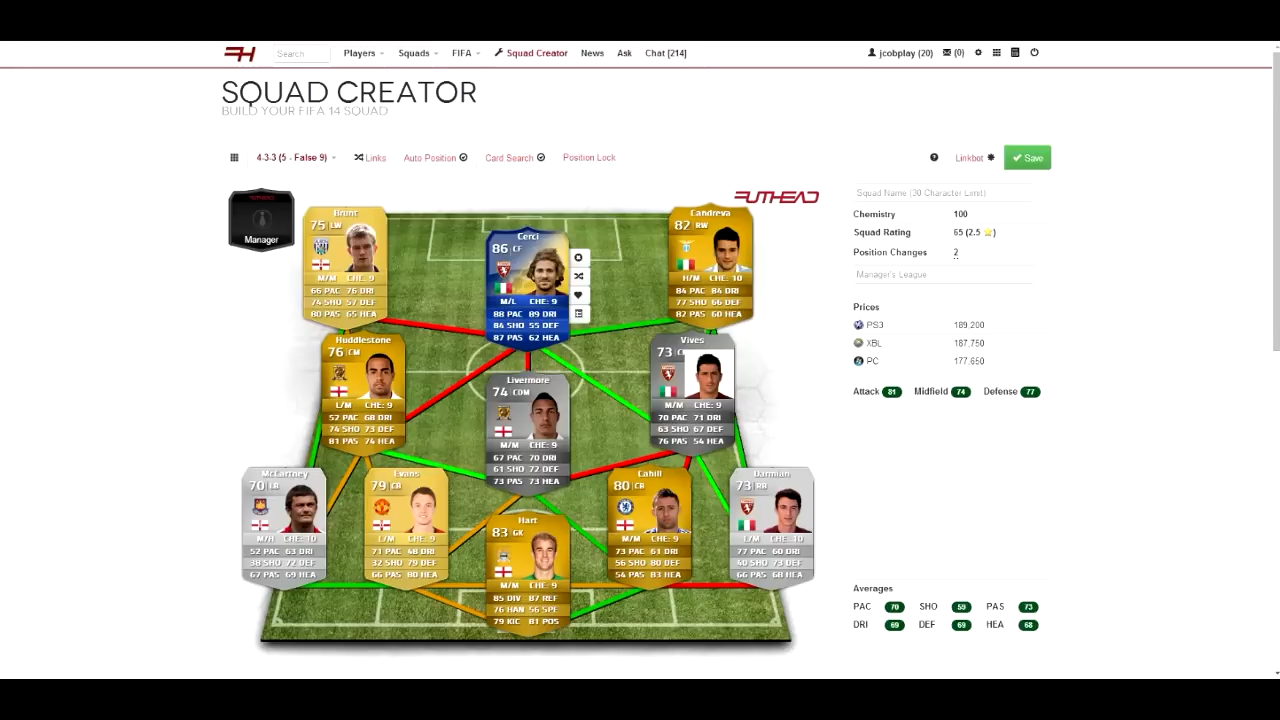 FH Search Players Squads FIFA Squad Creator News Ask Chat [214] jcobplay (20) (0)
SQUAD CREATOR
BUILD YOUR FIFA 14 SQUAD
4-3-3 (5 - False 9) Links Auto Position Card Search Position Lock Linkbot Save
Squad Name (30 Character Limit)
Chemistry 100
Squad Rating 65 (2.5 )
Position Changes 2
Manager's League
Prices
PS3 189,200
XBL 187,750
PC 177,650
Attack 81 Midfield 74 Defense 77
FUTHEAD
FUTHEAD
Manager
Brunt
75 LW
M/M CHE: 9
66 PAC 76 DRI
74 SHO 57 DEF
80 PAS 65 HEA
Cerci
86 CF
M/L CHE: 9
88 PAC 89 DRI
84 SHO 55 DEF
87 PAS 62 HEA
Candreva
82 RW
H/M CHE: 10
84 PAC 84 DRI
77 SHO 66 DEF
82 PAS 60 HEA
Huddlestone
76 CM
L/M CHE: 9
52 PAC 68 DRI
74 SHO 73 DEF
81 PAS 74 HEA
Livermore
74 CDM
M/M CHE: 9
67 PAC 70 DRI
61 SHO 72 DEF
73 PAS 73 HEA
Vives
73
M/M CHE: 9
70 PAC 71 DRI
63 SHO 67 DEF
76 PAS 54 HEA
McCartney
70 LB
M/H CHE: 10
52 PAC 63 DRI
38 SHO 72 DEF
67 PAS 69 HEA
Evans
79 CB
L/M CHE: 9
71 PAC 48 DRI
32 SHO 79 DEF
66 PAS 80 HEA
Hart
83 GK
M/M CHE: 9
85 DIV 87 REF
76 HAN 56 SPE
79 KIC 81 POS
Cahill
80 CB
M/M CHE: 9
73 PAC 61 DRI
56 SHO 80 DEF
54 PAS 83 HEA
Darmian
73 RB
L/M CHE: 10
77 PAC 60 DRI
40 SHO 73 DEF
66 PAS 68 HEA
Averages
PAC 70 SHO 59 PAS 73
DRI 69 DEF 69 HEA 68